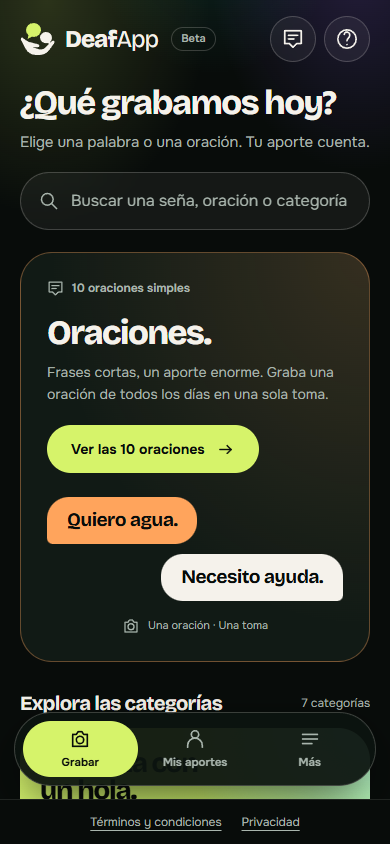 DeafApp Beta
¿Qué grabamos hoy?
Elige una palabra o una oración. Tu aporte cuenta.
Buscar una seña, oración o categoría
10 oraciones simples
Oraciones.
Frases cortas, un aporte enorme. Graba una
oración de todos los días en una sola toma.
Ver las 10 oraciones
Quiero agua.
Necesito ayuda.
Una oración · Una toma
Explora las categorías
7 categorías
Grabar
Mis aportes
Más
un hola.
Términos y condiciones
Privacidad